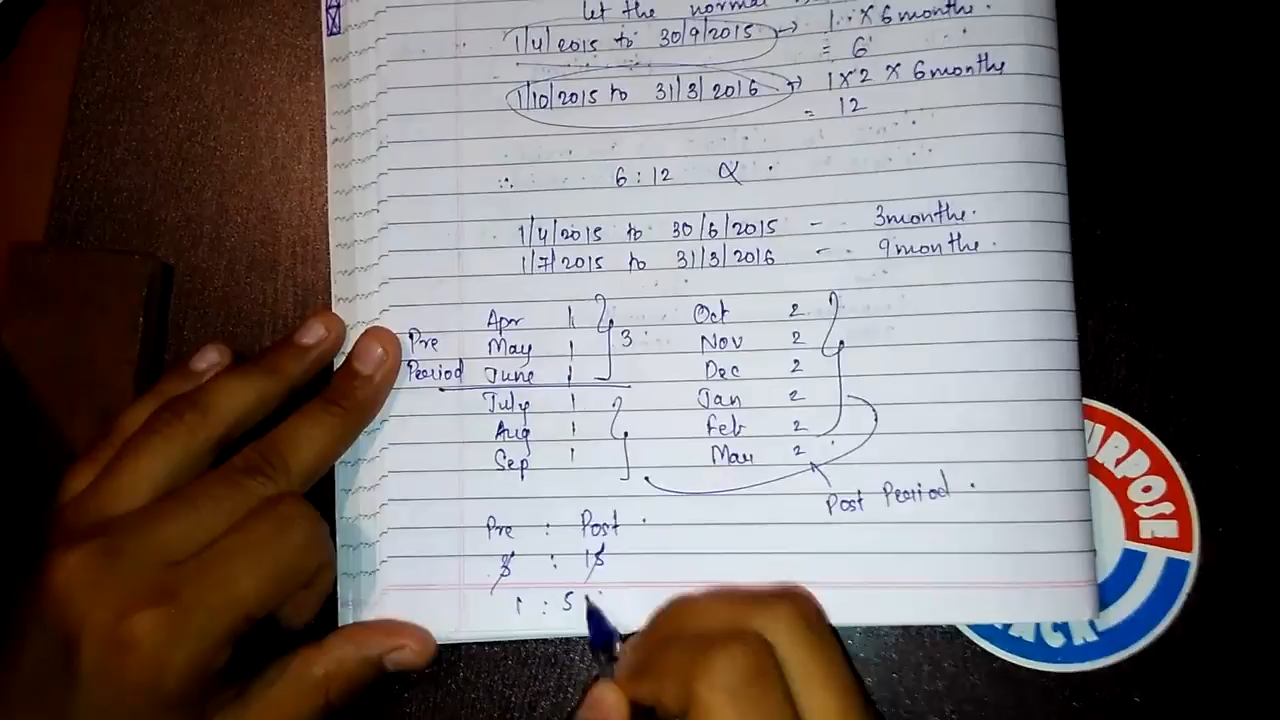 let the normal
1/4/2015 to 30/9/2015 → 1 × 6 months.
= 6
1/10/2015 to 31/3/2016 → 1 × 2 × 6 months
= 12
∴ 6 : 12
1/4/2015 to 30/6/2015 - 3 months.
1/7/2015 to 31/3/2016 - 9 months.
Apr 1 Oct 2
Pre May 1 3 Nov 2
Period June 1 Dec 2
July 1 Jan 2
Aug 1 Feb 2
Sep 1 Mar 2
Post Period.
Pre : Post
3 : 15
1 : 5
URPOSE
ACK